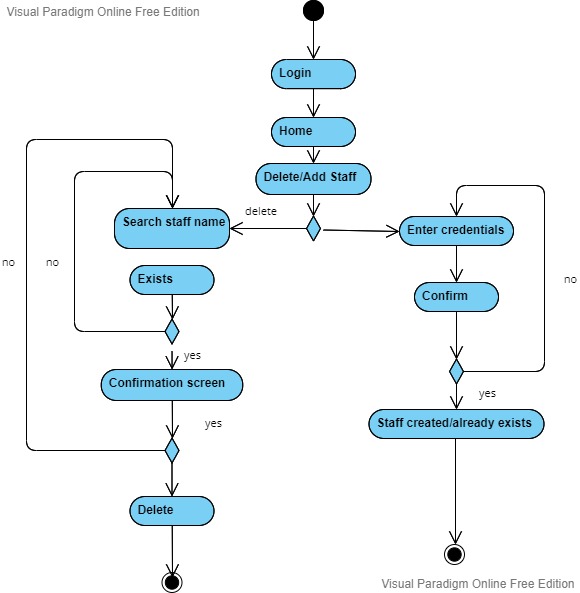 Visual Paradigm Online Free Edition
Login
Home
Delete/Add Staff
delete
Search staff name
Enter credentials
no
no
Exists
no
Confirm
yes
Confirmation screen
yes
yes
Staff created/already exists
Delete
Visual Paradigm Online Free Edition